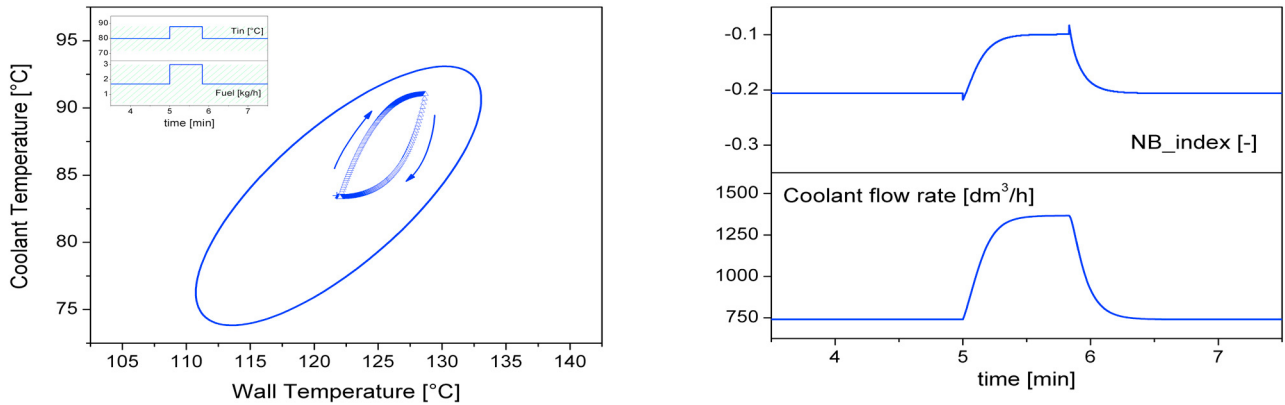 95
90
85
80
75
Coolant Temperature [°C]
90
80
70
Tin [°C]
3
2
1
Fuel [kg/h]
4 5 6 7
time [min]
105 110 115 120 125 130 135 140
Wall Temperature [°C]
-0.1
-0.2
-0.3
NB_index [-]
Coolant flow rate [dm³/h]
1500
1250
1000
750
4 5 6 7
time [min]